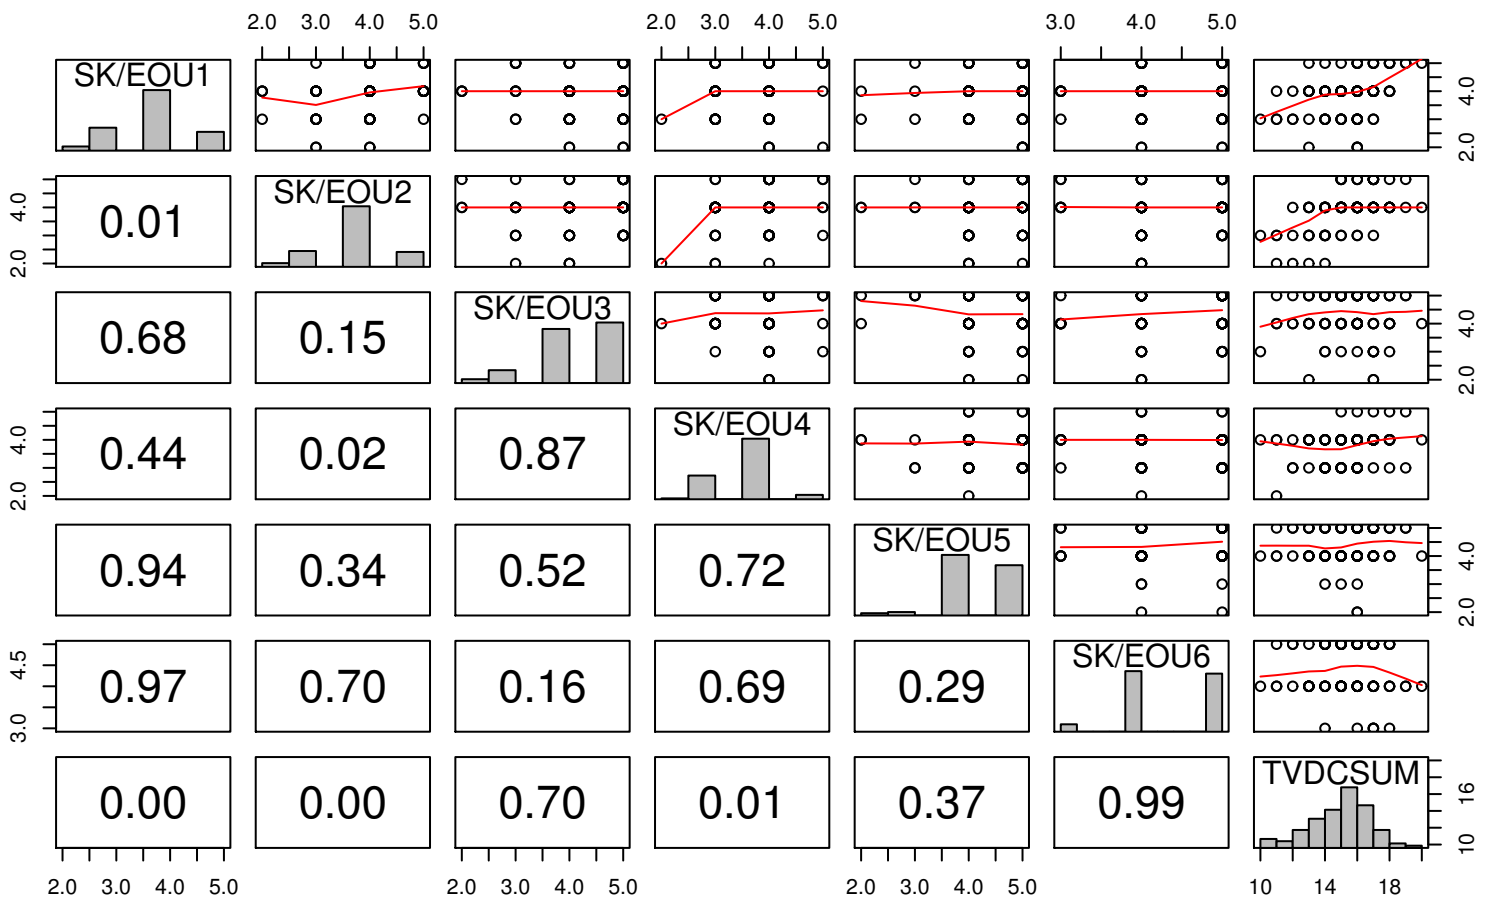 2.0 3.0 4.0 5.0 2.0 3.0 4.0 5.0 3.0 4.0 5.0
SK/EOU1 2.0 4.0
2.0 4.0 0.01 SK/EOU2
0.68 0.15 SK/EOU3 2.0 4.0
2.0 4.0 0.44 0.02 0.87 SK/EOU4
0.94 0.34 0.52 0.72 SK/EOU5 2.0 4.0
3.0 4.5 0.97 0.70 0.16 0.69 0.29 SK/EOU6
0.00 0.00 0.70 0.01 0.37 0.99 TVDCSUM 10 16
2.0 3.0 4.0 5.0 2.0 3.0 4.0 5.0 2.0 3.0 4.0 5.0 10 14 18